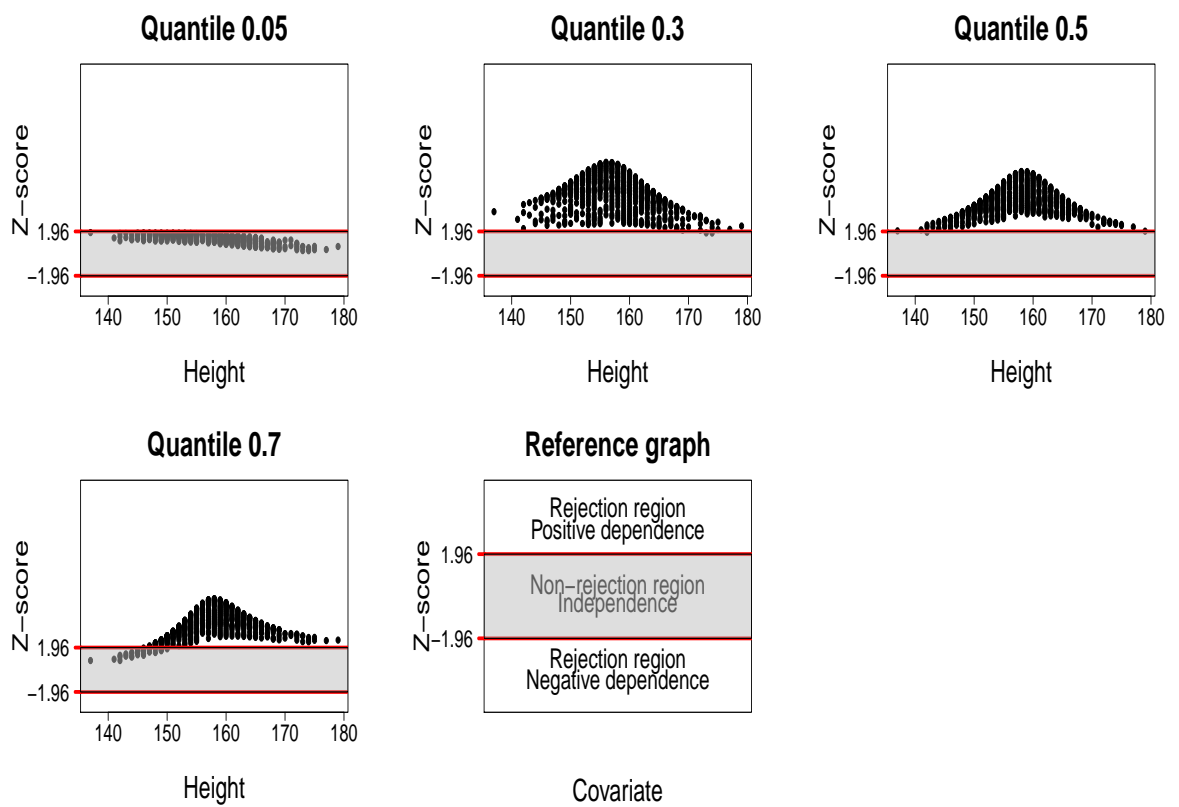 Quantile 0.05
Z−score
1.96
−1.96
140 150 160 170 180
Height
Quantile 0.3
Z−score
1.96
−1.96
140 150 160 170 180
Height
Quantile 0.5
Z−score
1.96
−1.96
140 150 160 170 180
Height
Quantile 0.7
Z−score
1.96
−1.96
140 150 160 170 180
Height
Reference graph
Z−score
1.96
−1.96
Rejection region
Positive dependence
Non−rejection region
Independence
Rejection region
Negative dependence
Covariate